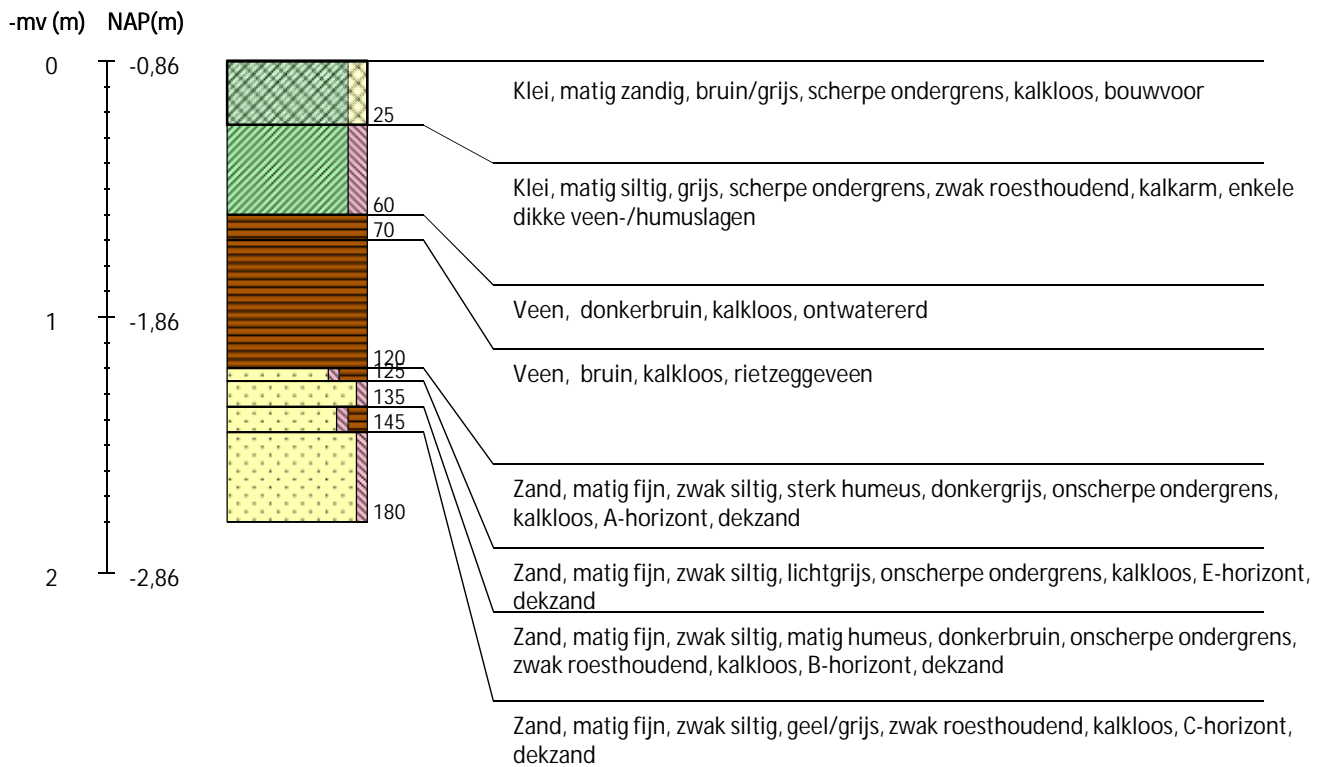 -mv (m) NAP(m)
0 -0,86
Klei, matig zandig, bruin/grijs, scherpe ondergrens, kalkloos, bouwvoor
25
Klei, matig siltig, grijs, scherpe ondergrens, zwak roesthoudend, kalkarm, enkele
dikke veen-/humuslagen
60
70
Veen, donkerbruin, kalkloos, ontwatererd
1 -1,86
120
125
Veen, bruin, kalkloos, rietzeggeveen
135
145
Zand, matig fijn, zwak siltig, sterk humeus, donkergrijs, onscherpe ondergrens,
kalkloos, A-horizont, dekzand
180
2 -2,86
Zand, matig fijn, zwak siltig, lichtgrijs, onscherpe ondergrens, kalkloos, E-horizont,
dekzand
Zand, matig fijn, zwak siltig, matig humeus, donkerbruin, onscherpe ondergrens,
zwak roesthoudend, kalkloos, B-horizont, dekzand
Zand, matig fijn, zwak siltig, geel/grijs, zwak roesthoudend, kalkloos, C-horizont,
dekzand